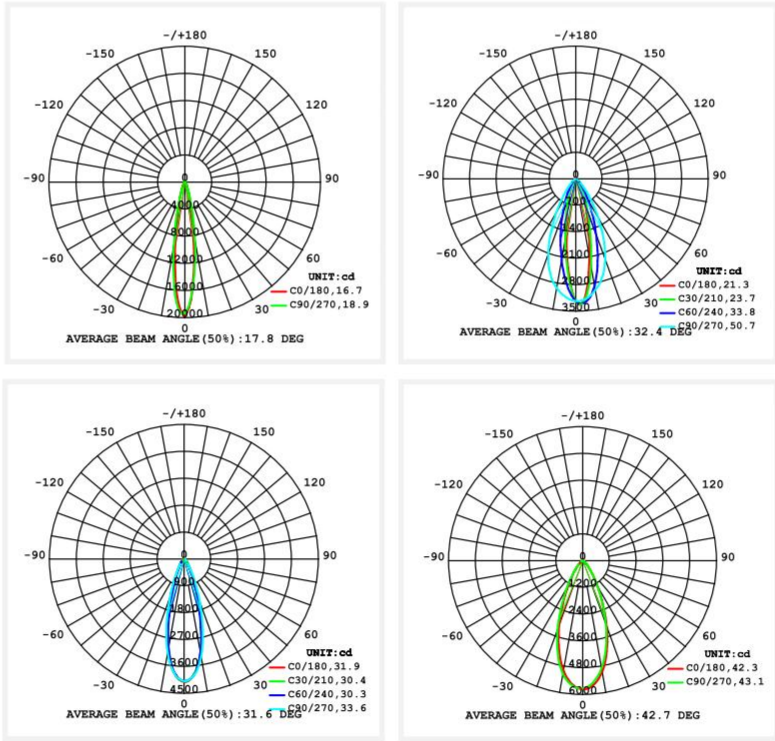 -/+180
-150 150
-120 120
-90 0 90
4000
8000
-60 12000 60
UNIT:cd
16000 C0/180,16.7
-30 30 C90/270,18.9
20000
0
AVERAGE BEAM ANGLE(50%):17.8 DEG
-/+180
-150 150
-120 120
-90 0 90
700
1400
-60 2100 60
UNIT:cd
2800 C0/180,21.3
-30 30 C30/210,23.7
3500 C60/240,33.8
0 C90/270,50.7
AVERAGE BEAM ANGLE(50%):32.4 DEG
-/+180
-150 150
-120 120
-90 0 90
900
1800
-60 2700 60
UNIT:cd
3600 C0/180,31.9
-30 30 C30/210,30.4
4500 C60/240,30.3
0 C90/270,33.6
AVERAGE BEAM ANGLE(50%):31.6 DEG
-/+180
-150 150
-120 120
-90 0 90
1200
2400
-60 3600 60
UNIT:cd
4800 C0/180,42.3
-30 30 C90/270,43.1
6000
0
AVERAGE BEAM ANGLE(50%):42.7 DEG